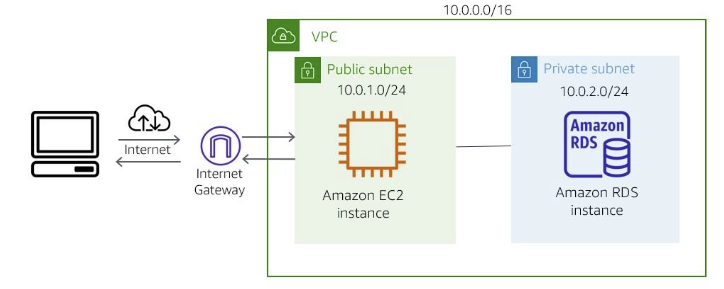 10.0.0.0/16
VPC
Public subnet
10.0.1.0/24
Private subnet
10.0.2.0/24
Internet
Internet
Gateway
Amazon EC2
instance
Amazon
RDS
Amazon RDS
instance